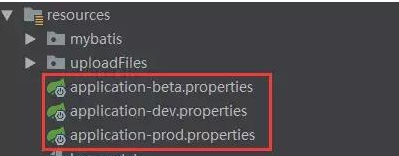 resources
mybatis
uploadFiles
application-beta.properties
application-dev.properties
application-prod.properties